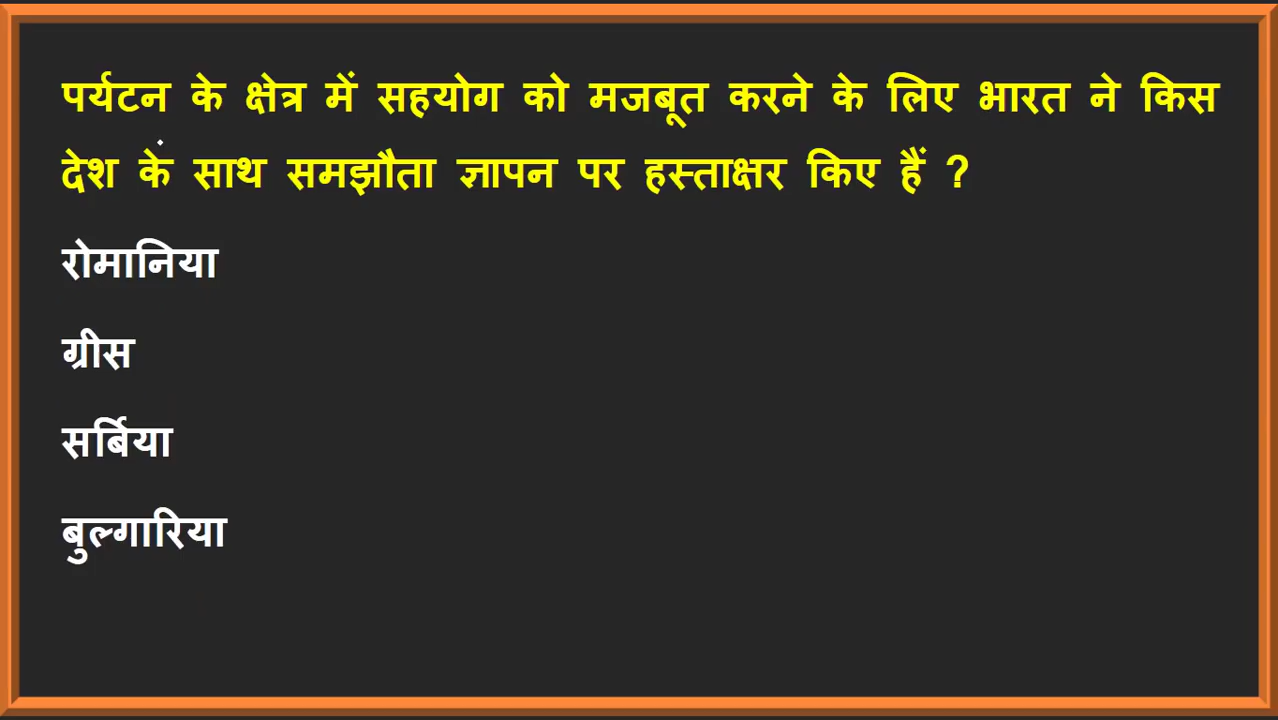 पर्यटन के क्षेत्र में सहयोग को मजबूत करने के लिए भारत ने किस
देश के साथ समझौता ज्ञापन पर हस्ताक्षर किए हैं ?
रोमानिया
ग्रीस
सर्बिया
बुल्गारिया